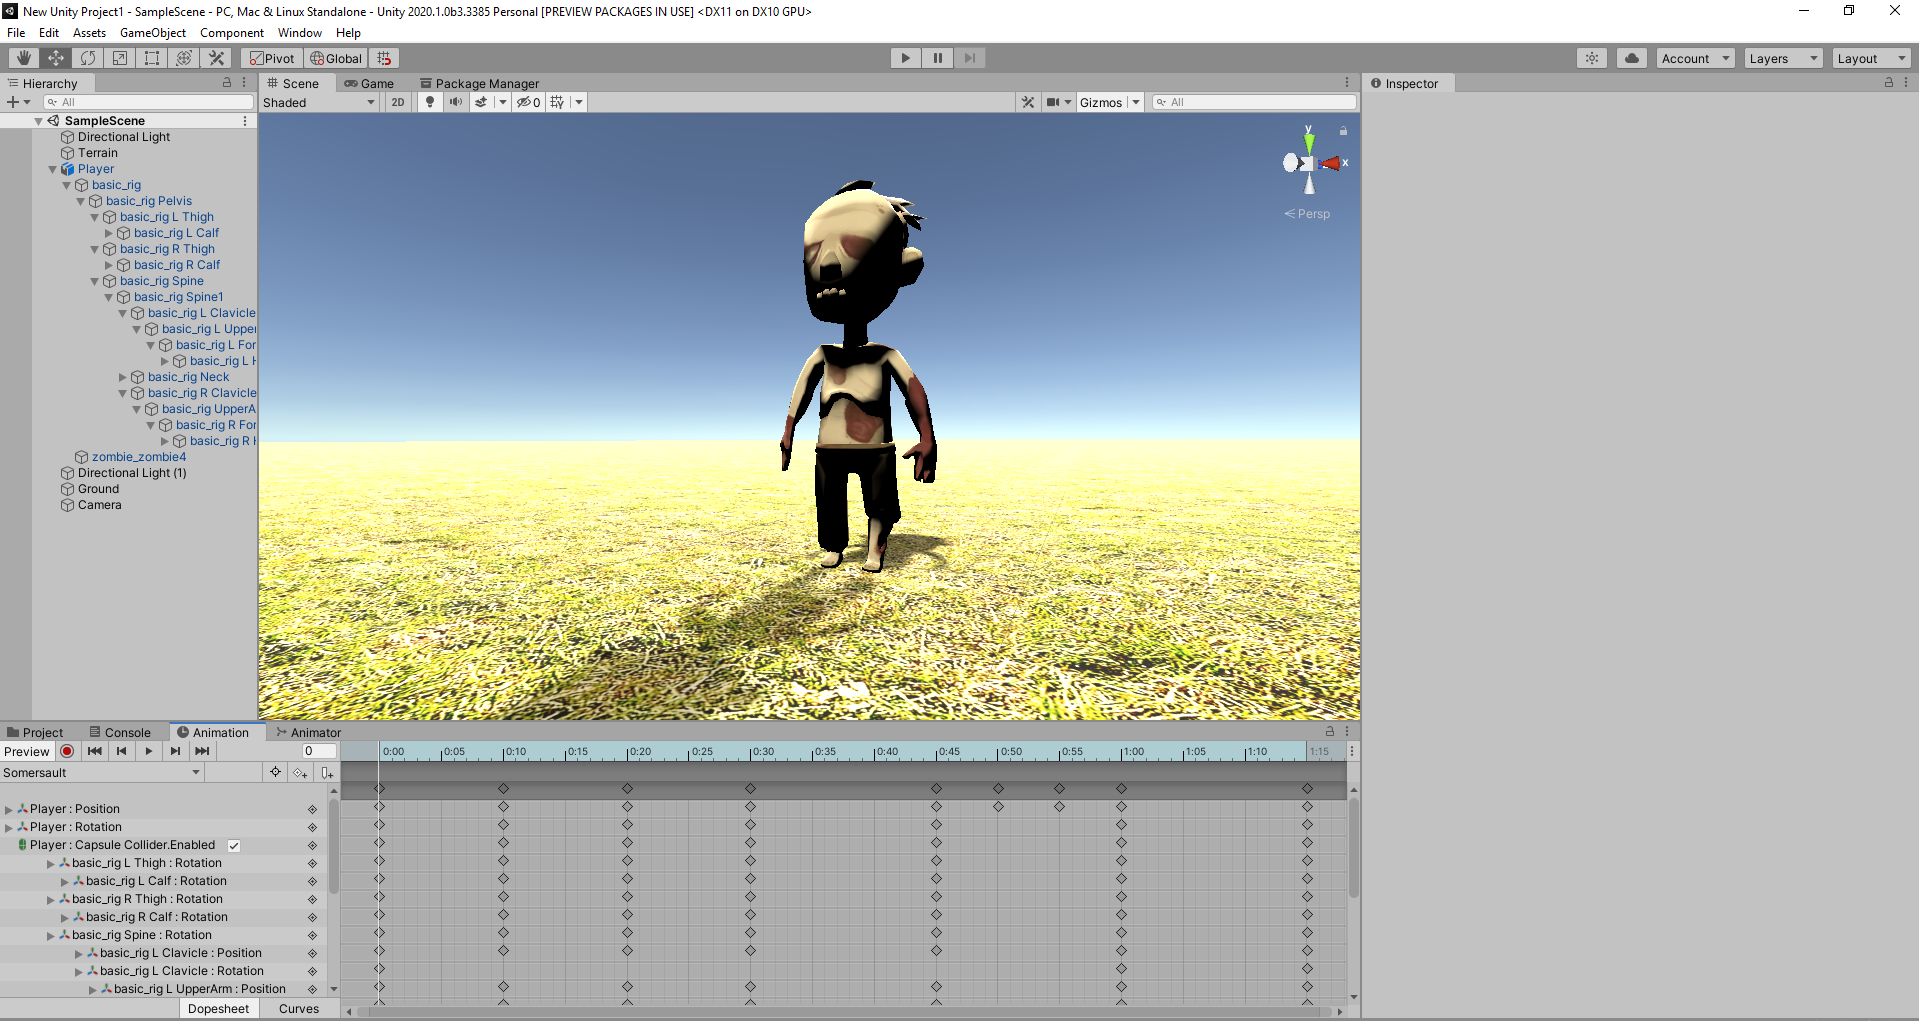 New Unity Project1 - SampleScene - PC, Mac & Linux Standalone - Unity 2020.1.0b3.3385 Personal [PREVIEW PACKAGES IN USE] <DX11 on DX10 GPU>
File Edit Assets GameObject Component Window Help
Pivot Global Account Layers Layout
Hierarchy
All
SampleScene
Directional Light
Terrain
Player
basic_rig
basic_rig Pelvis
basic_rig L Thigh
basic_rig L Calf
basic_rig R Thigh
basic_rig R Calf
basic_rig Spine
basic_rig Spine1
basic_rig L Clavicle
basic_rig L Upper
basic_rig L For
basic_rig L H
basic_rig Neck
basic_rig R Clavicle
basic_rig UpperA
basic_rig R For
basic_rig R H
zombie_zombie4
Directional Light (1)
Ground
Camera
Scene Game Package Manager
Shaded 2D 0 Gizmos All
y
x
Persp
Inspector
Project Console Animation Animator
Preview 0
0:00 0:05 0:10 0:15 0:20 0:25 0:30 0:35 0:40 0:45 0:50 0:55 1:00 1:05 1:10 1:15
Somersault
Player : Position
Player : Rotation
Player : Capsule Collider.Enabled
basic_rig L Thigh : Rotation
basic_rig L Calf : Rotation
basic_rig R Thigh : Rotation
basic_rig R Calf : Rotation
basic_rig Spine : Rotation
basic_rig L Clavicle : Position
basic_rig L Clavicle : Rotation
basic_rig L UpperArm : Position
Dopesheet Curves